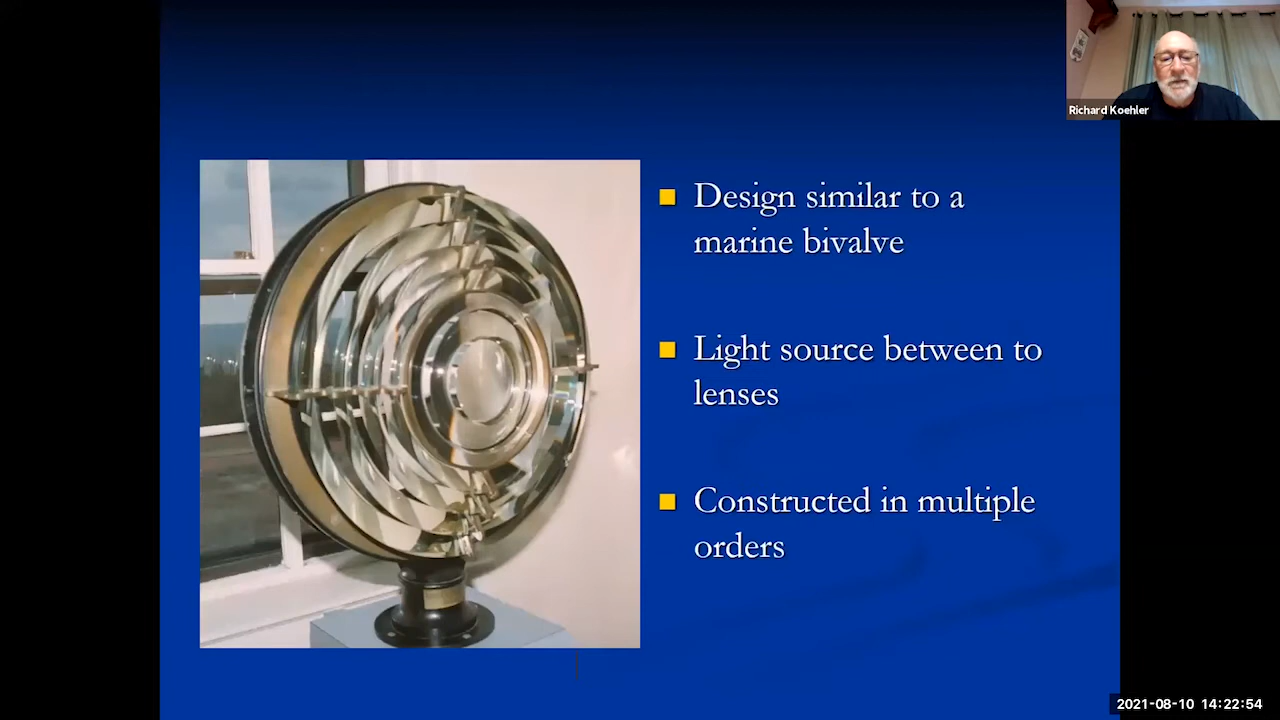 Richard Koehler
Design similar to a
marine bivalve
Light source between to
lenses
Constructed in multiple
orders
2021-08-10 14:22:54